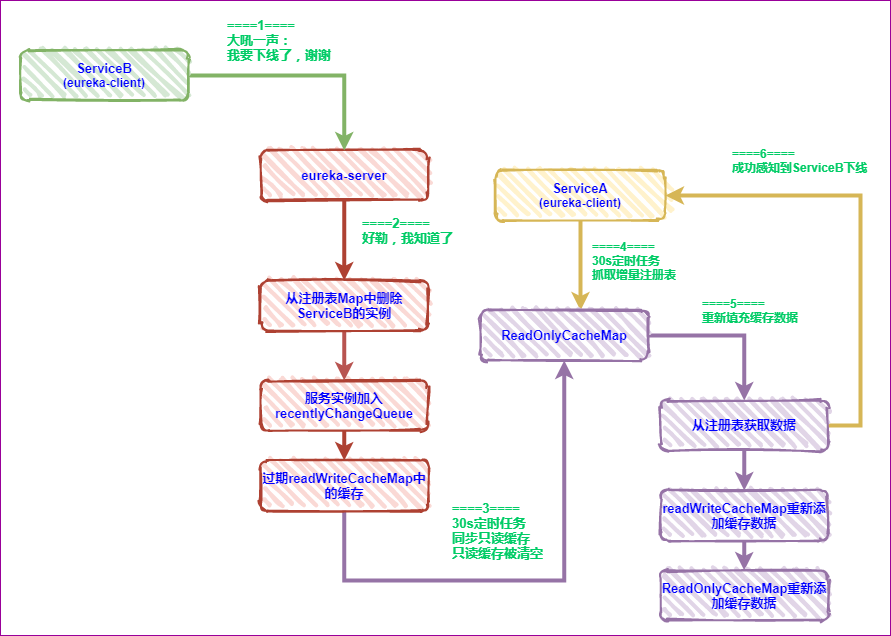 ====1====
大吼一声：
我要下线了，谢谢
ServiceB
(eureka-client)
eureka-server
====2====
好勒，我知道了
从注册表Map中删除
ServiceB的实例
服务实例加入
recentlyChangeQueue
过期readWriteCacheMap中
的缓存
====3====
30s定时任务
同步只读缓存
只读缓存被清空
ServiceA
(eureka-client)
====4====
30s定时任务
抓取增量注册表
ReadOnlyCacheMap
====5====
重新填充缓存数据
====6====
成功感知到ServiceB下线
从注册表获取数据
readWriteCacheMap重新添
加缓存数据
ReadOnlyCacheMap重新添
加缓存数据